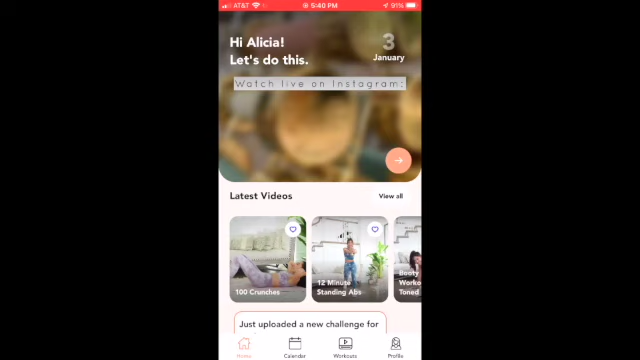 AT&T 5:40 PM 91%
Hi Alicia!
Let's do this.
3
January
Watch live on Instagram:
Latest Videos
View all
100 Crunches
12 Minute
Standing Abs
Booty
Worko
Toned
Just uploaded a new challenge for
Home
Calendar
Workouts
Profile